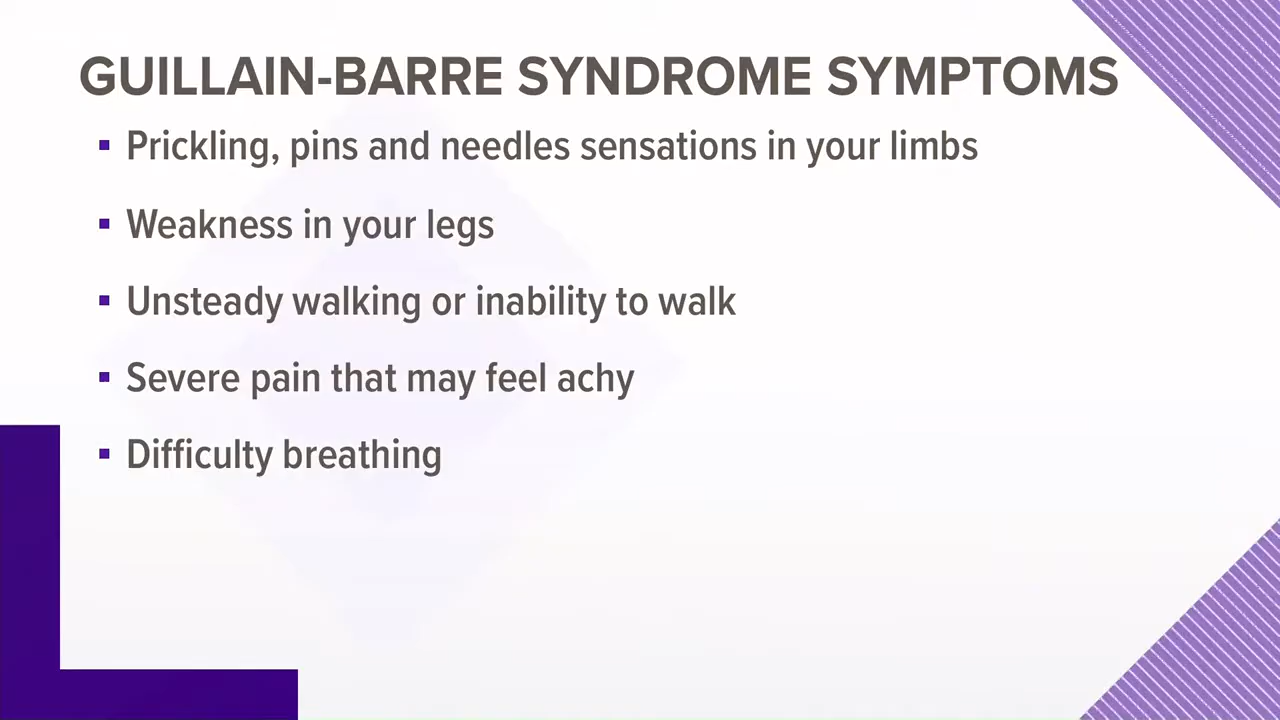 GUILLAIN-BARRE SYNDROME SYMPTOMS
▪ Prickling, pins and needles sensations in your limbs
▪ Weakness in your legs
▪ Unsteady walking or inability to walk
▪ Severe pain that may feel achy
▪ Difficulty breathing